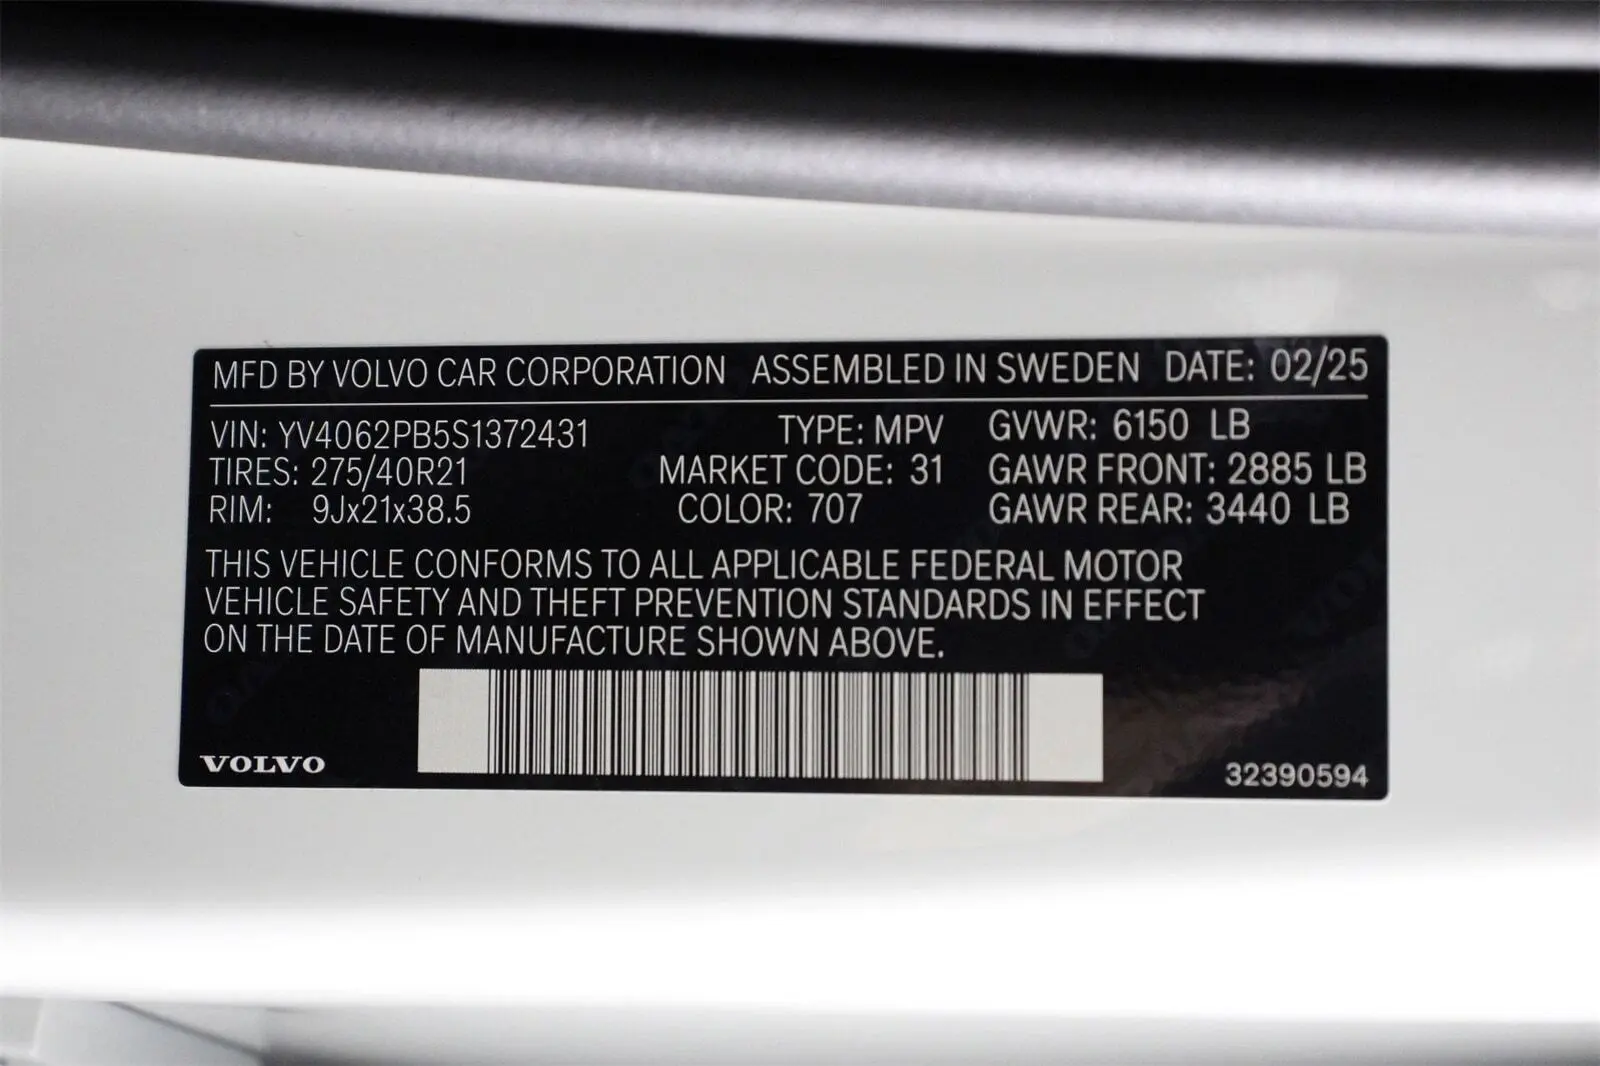 MFD BY VOLVO CAR CORPORATION ASSEMBLED IN SWEDEN DATE: 02/25
VIN: YV4062PB5S1372431 TYPE: MPV GVWR: 6150 LB
TIRES: 275/40R21 MARKET CODE: 31 GAWR FRONT: 2885 LB
RIM: 9Jx21x38.5 COLOR: 707 GAWR REAR: 3440 LB
THIS VEHICLE CONFORMS TO ALL APPLICABLE FEDERAL MOTOR
VEHICLE SAFETY AND THEFT PREVENTION STANDARDS IN EFFECT
ON THE DATE OF MANUFACTURE SHOWN ABOVE.
VOLVO 32390594